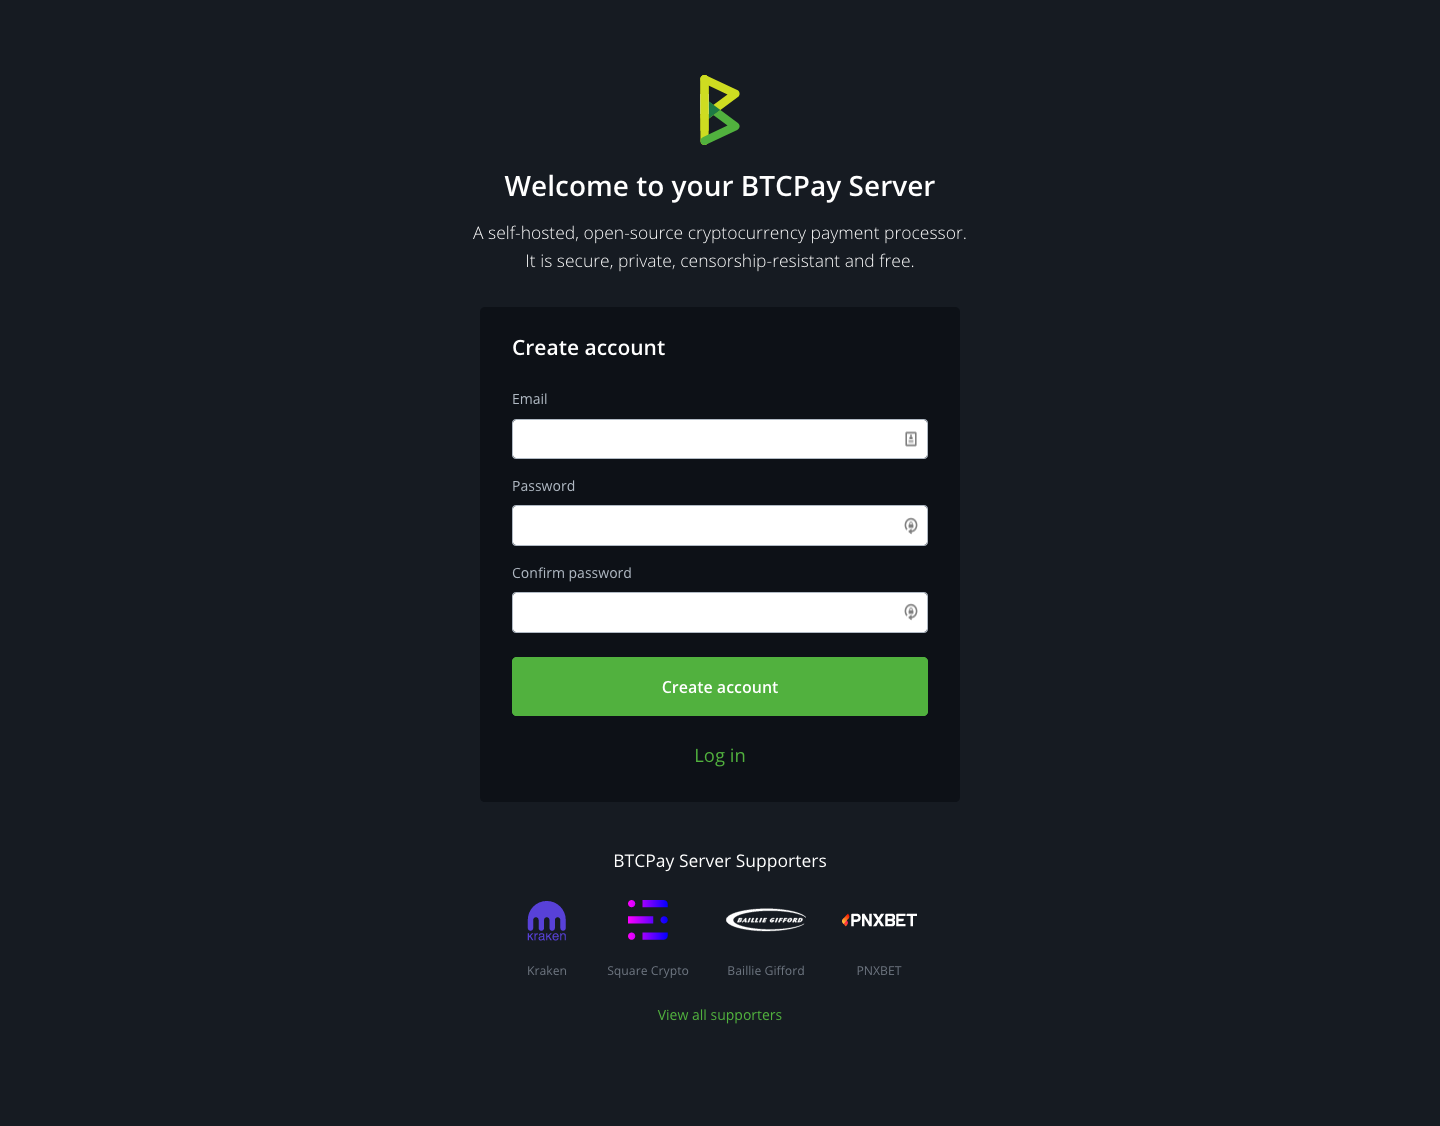 Welcome to your BTCPay Server
A self-hosted, open-source cryptocurrency payment processor.
It is secure, private, censorship-resistant and free.
Create account
Email
Password
Confirm password
Create account
Log in
BTCPay Server Supporters
kraken
BAILLIE GIFFORD
PNXBET
Kraken
Square Crypto
Baillie Gifford
PNXBET
View all supporters